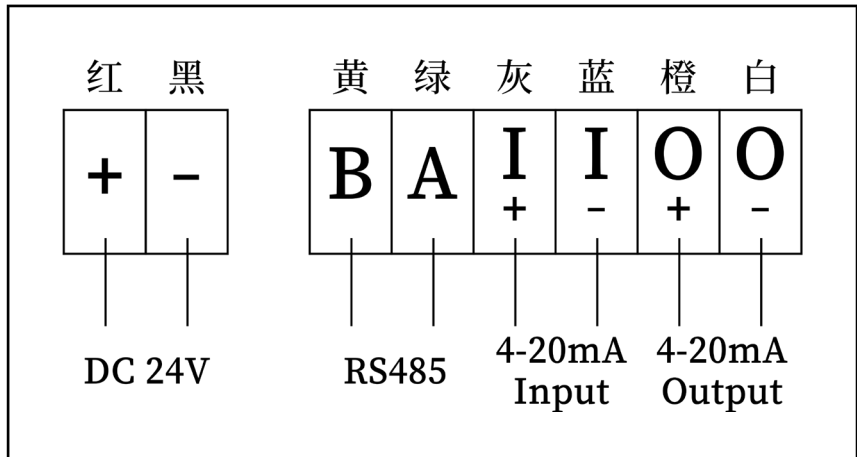 红 黑 黄 绿 灰 蓝 橙 白
+ - B A I+ I- O+ O-
DC 24V RS485 4-20mA Input 4-20mA Output